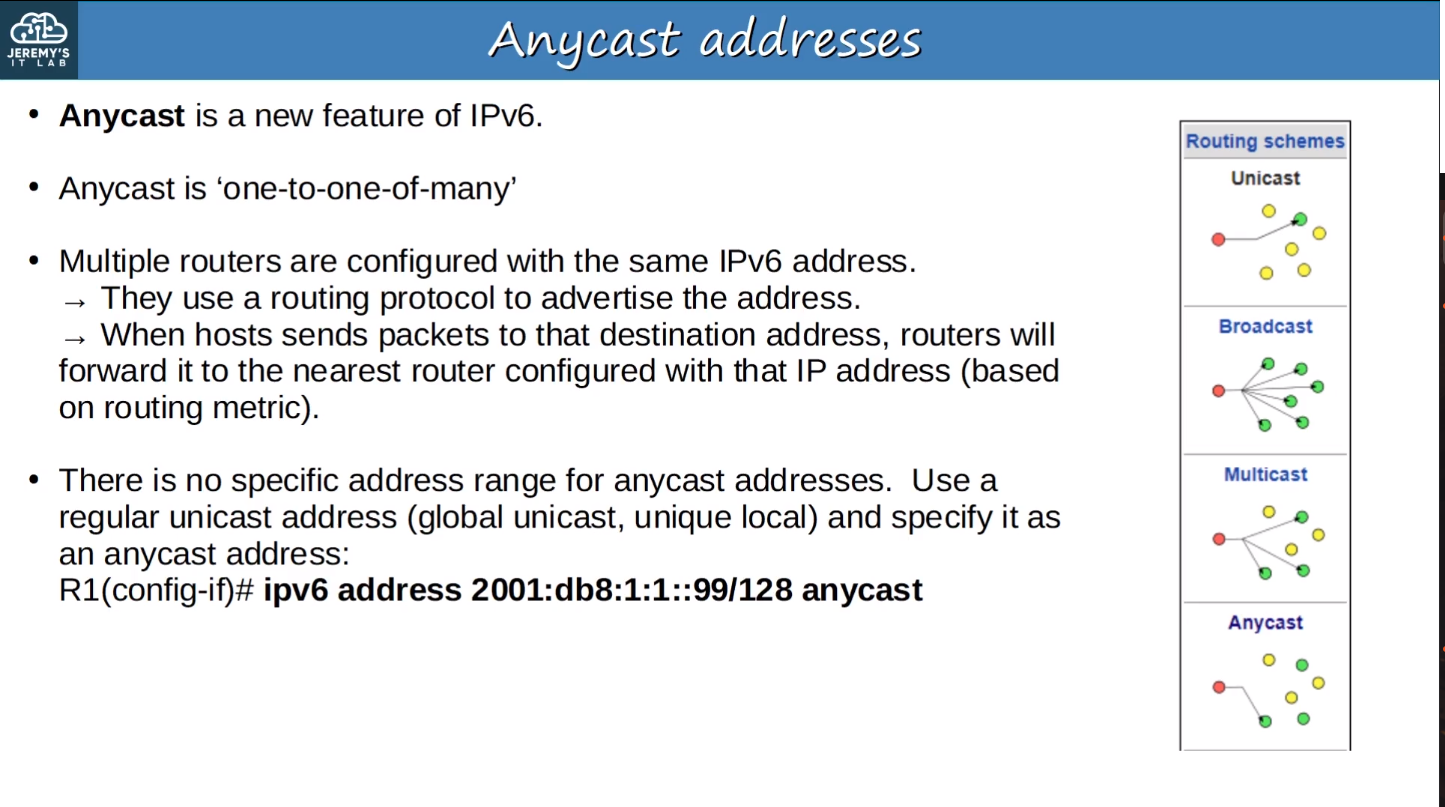 JEREMY'S
IT LAB
Anycast addresses
• Anycast is a new feature of IPv6.
• Anycast is ‘one-to-one-of-many’
• Multiple routers are configured with the same IPv6 address.
→ They use a routing protocol to advertise the address.
→ When hosts sends packets to that destination address, routers will
forward it to the nearest router configured with that IP address (based
on routing metric).
• There is no specific address range for anycast addresses.  Use a
regular unicast address (global unicast, unique local) and specify it as
an anycast address:
R1(config-if)# ipv6 address 2001:db8:1:1::99/128 anycast
Routing schemes
Unicast
Broadcast
Multicast
Anycast